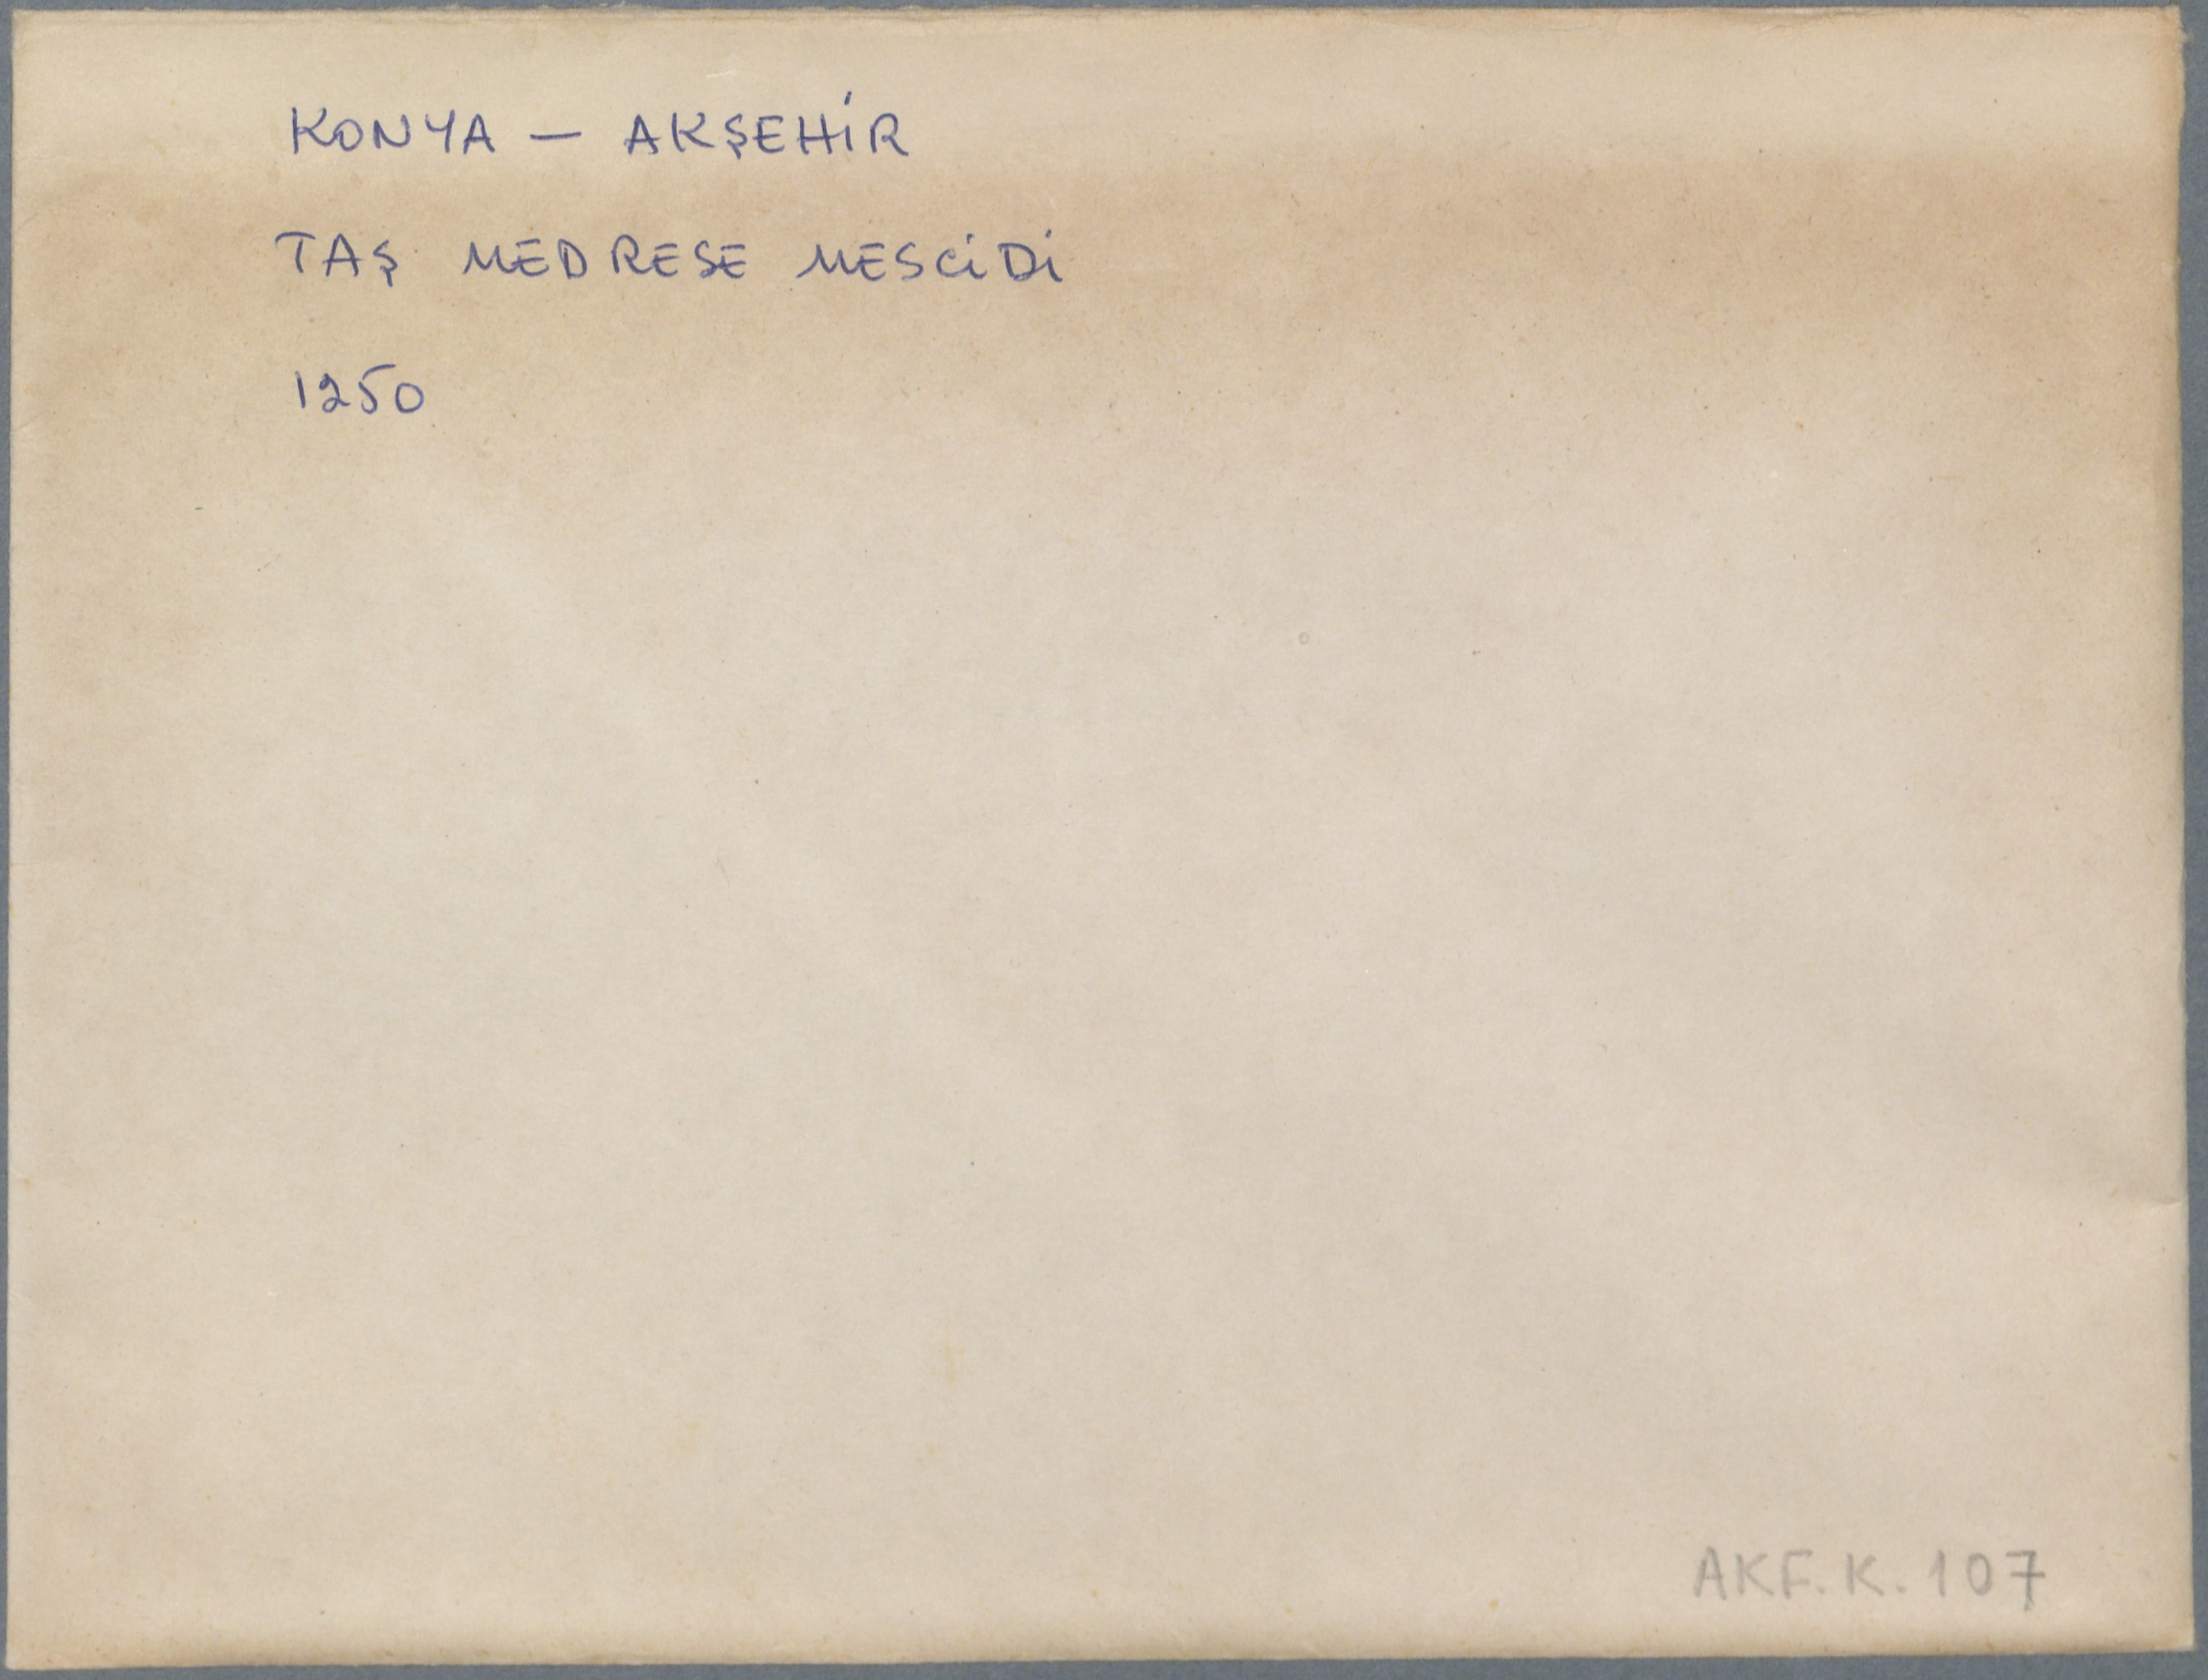 KONYA — AKŞEHİR
TAŞ MEDRESE MESCİDİ
1250
AKF.K.107